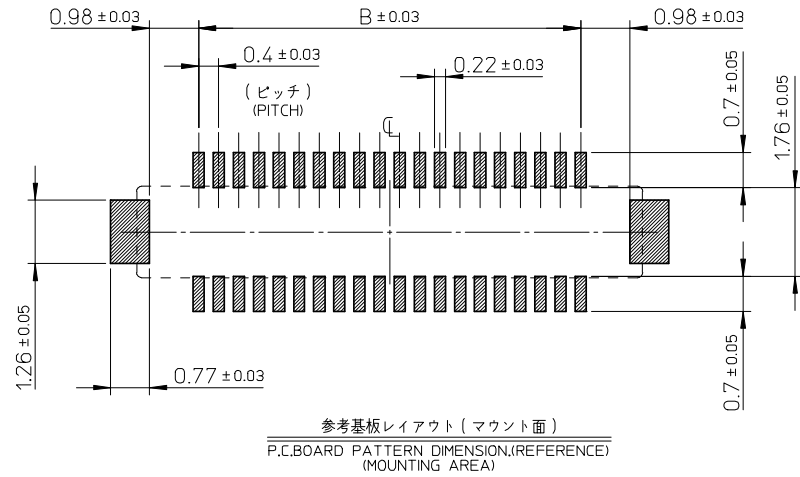 0.98 ±0.03
B ±0.03
0.98 ±0.03
0.4 ±0.03
(ピッチ)
(PITCH)
0.22 ±0.03
℄
0.7 ±0.05
1.76 ±0.05
1.26 ±0.05
0.77 ±0.03
0.7 ±0.05
参考基板レイアウト(マウント面)
P.C.BOARD PATTERN DIMENSION.(REFERENCE)
(MOUNTING AREA)